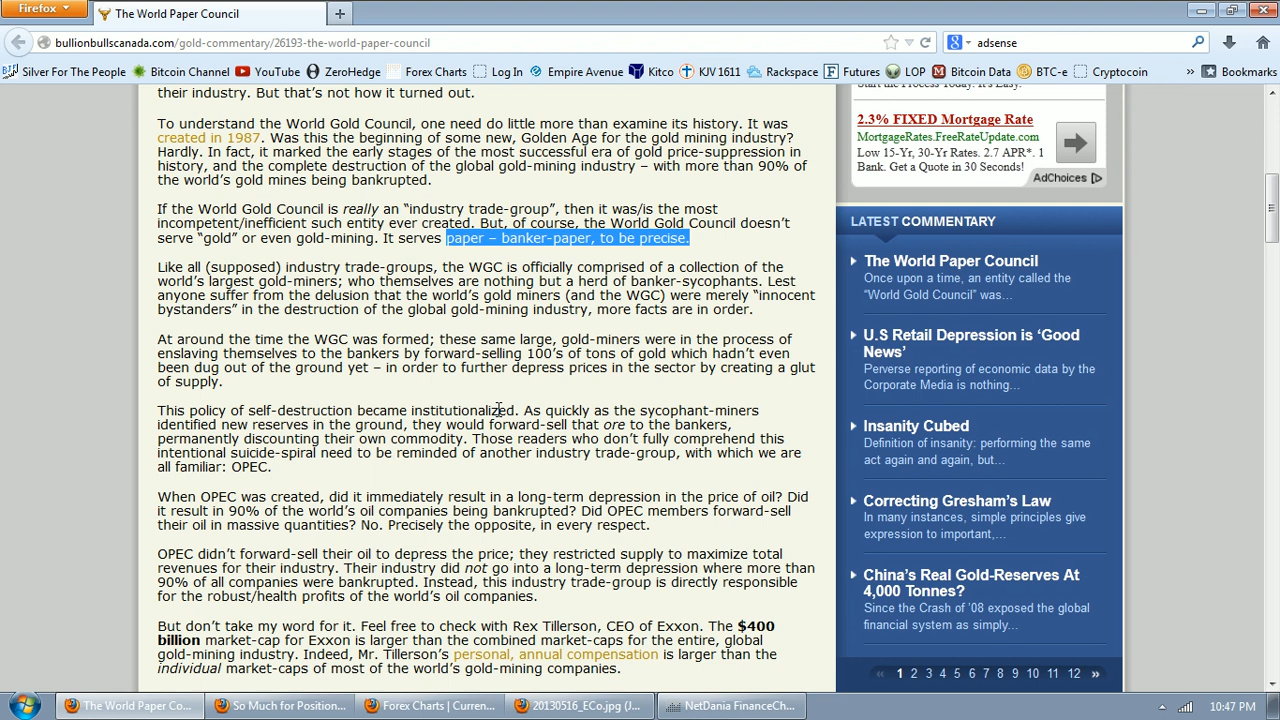 Firefox
The World Paper Council
bullionbullscanada.com/gold-commentary/26193-the-world-paper-council
adsense
Silver For The People
Bitcoin Channel
YouTube
ZeroHedge
Forex Charts
Log In
Empire Avenue
Kitco
KJV 1611
Rackspace
Futures
LOP
Bitcoin Data
BTC-e
Cryptocoin
»
Bookmarks
their industry. But that's not how it turned out.
To understand the World Gold Council, one need do little more than examine its history. It was
created in 1987. Was this the beginning of some new, Golden Age for the gold mining industry?
Hardly. In fact, it marked the early stages of the most successful era of gold price-suppression in
history, and the complete destruction of the global gold-mining industry – with more than 90% of
the world's gold mines being bankrupted.
If the World Gold Council is really an "industry trade-group", then it was/is the most
incompetent/inefficient such entity ever created. But, of course, the World Gold Council doesn't
serve "gold" or even gold-mining. It serves paper – banker-paper, to be precise.
Like all (supposed) industry trade-groups, the WGC is officially comprised of a collection of the
world's largest gold-miners; who themselves are nothing but a herd of banker-sycophants. Lest
anyone suffer from the delusion that the world's gold miners (and the WGC) were merely "innocent
bystanders" in the destruction of the global gold-mining industry, more facts are in order.
At around the time the WGC was formed; these same large, gold-miners were in the process of
enslaving themselves to the bankers by forward-selling 100's of tons of gold which hadn't even
been dug out of the ground yet – in order to further depress prices in the sector by creating a glut
of supply.
This policy of self-destruction became institutionalized. As quickly as the sycophant-miners
identified new reserves in the ground, they would forward-sell that ore to the bankers,
permanently discounting their own commodity. Those readers who don't fully comprehend this
intentional suicide-spiral need to be reminded of another industry trade-group, with which we are
all familiar: OPEC.
When OPEC was created, did it immediately result in a long-term depression in the price of oil? Did
it result in 90% of the world's oil companies being bankrupted? Did OPEC members forward-sell
their oil in massive quantities? No. Precisely the opposite, in every respect.
OPEC didn't forward-sell their oil to depress the price; they restricted supply to maximize total
revenues for their industry. Their industry did not go into a long-term depression where more than
90% of all companies were bankrupted. Instead, this industry trade-group is directly responsible
for the robust/health profits of the world's oil companies.
But don't take my word for it. Feel free to check with Rex Tillerson, CEO of Exxon. The $400
billion market-cap for Exxon is larger than the combined market-caps for the entire, global
gold-mining industry. Indeed, Mr. Tillerson's personal, annual compensation is larger than the
individual market-caps of most of the world's gold-mining companies.
Start the Process Today! It's Easy!
2.3% FIXED Mortgage Rate
MortgageRates.FreeRateUpdate.com
Low 15-Yr, 30-Yr Rates. 2.7 APR*. 1
Bank. Get a Quote in 30 Seconds!
AdChoices
LATEST COMMENTARY
The World Paper Council
Once upon a time, an entity called the
"World Gold Council" was...
U.S Retail Depression is 'Good
News'
Perverse reporting of economic data by the
Corporate Media is nothing...
Insanity Cubed
Definition of insanity: performing the same
act again and again, but...
Correcting Gresham's Law
In many instances, simple principles give
expression to important,...
China's Real Gold-Reserves At
4,000 Tonnes?
Since the Crash of '08 exposed the global
financial system as simply...
« 1 2 3 4 5 6 7 8 9 10 11 12 »
The World Paper Co...
So Much for Position...
Forex Charts | Curren...
20130516_ECo.jpg (J...
NetDania FinanceCh...
10:47 PM